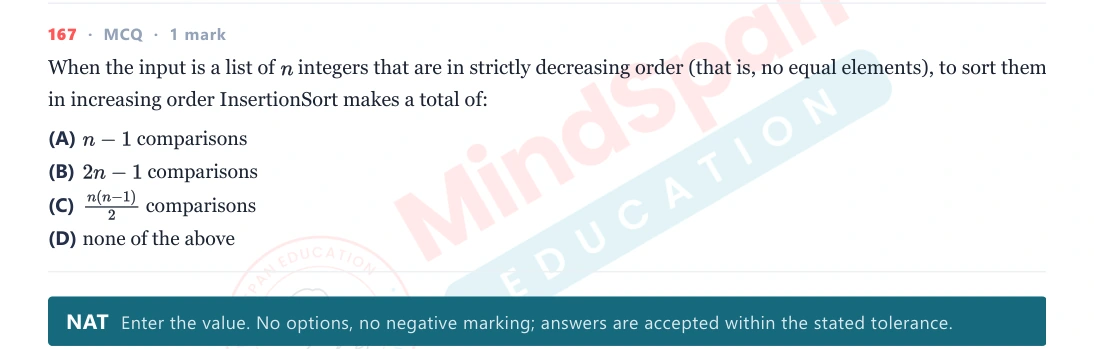 167 · MCQ · 1 mark
When the input is a list of n integers that are in strictly decreasing order (that is, no equal elements), to sort them
in increasing order InsertionSort makes a total of:
(A) n − 1 comparisons
(B) 2n − 1 comparisons
(C) n(n−1)/2 comparisons
(D) none of the above
Mindspan
EDUCATION
PAN EDUCATION
NAT Enter the value. No options, no negative marking; answers are accepted within the stated tolerance.